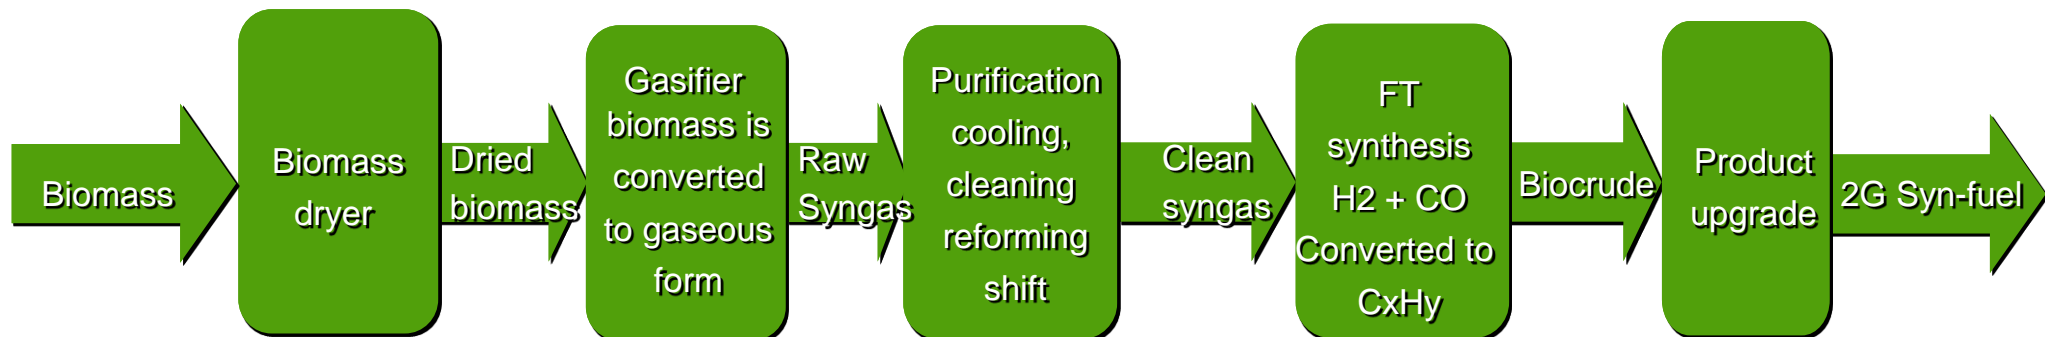 Biomass
Biomass
dryer
Dried
biomass
Gasifier
biomass is
converted
to gaseous
form
Raw
Syngas
Purification
cooling,
cleaning
reforming
shift
Clean
syngas
FT
synthesis
H2 + CO
Converted to
CxHy
Biocrude
Product
upgrade
2G Syn-fuel